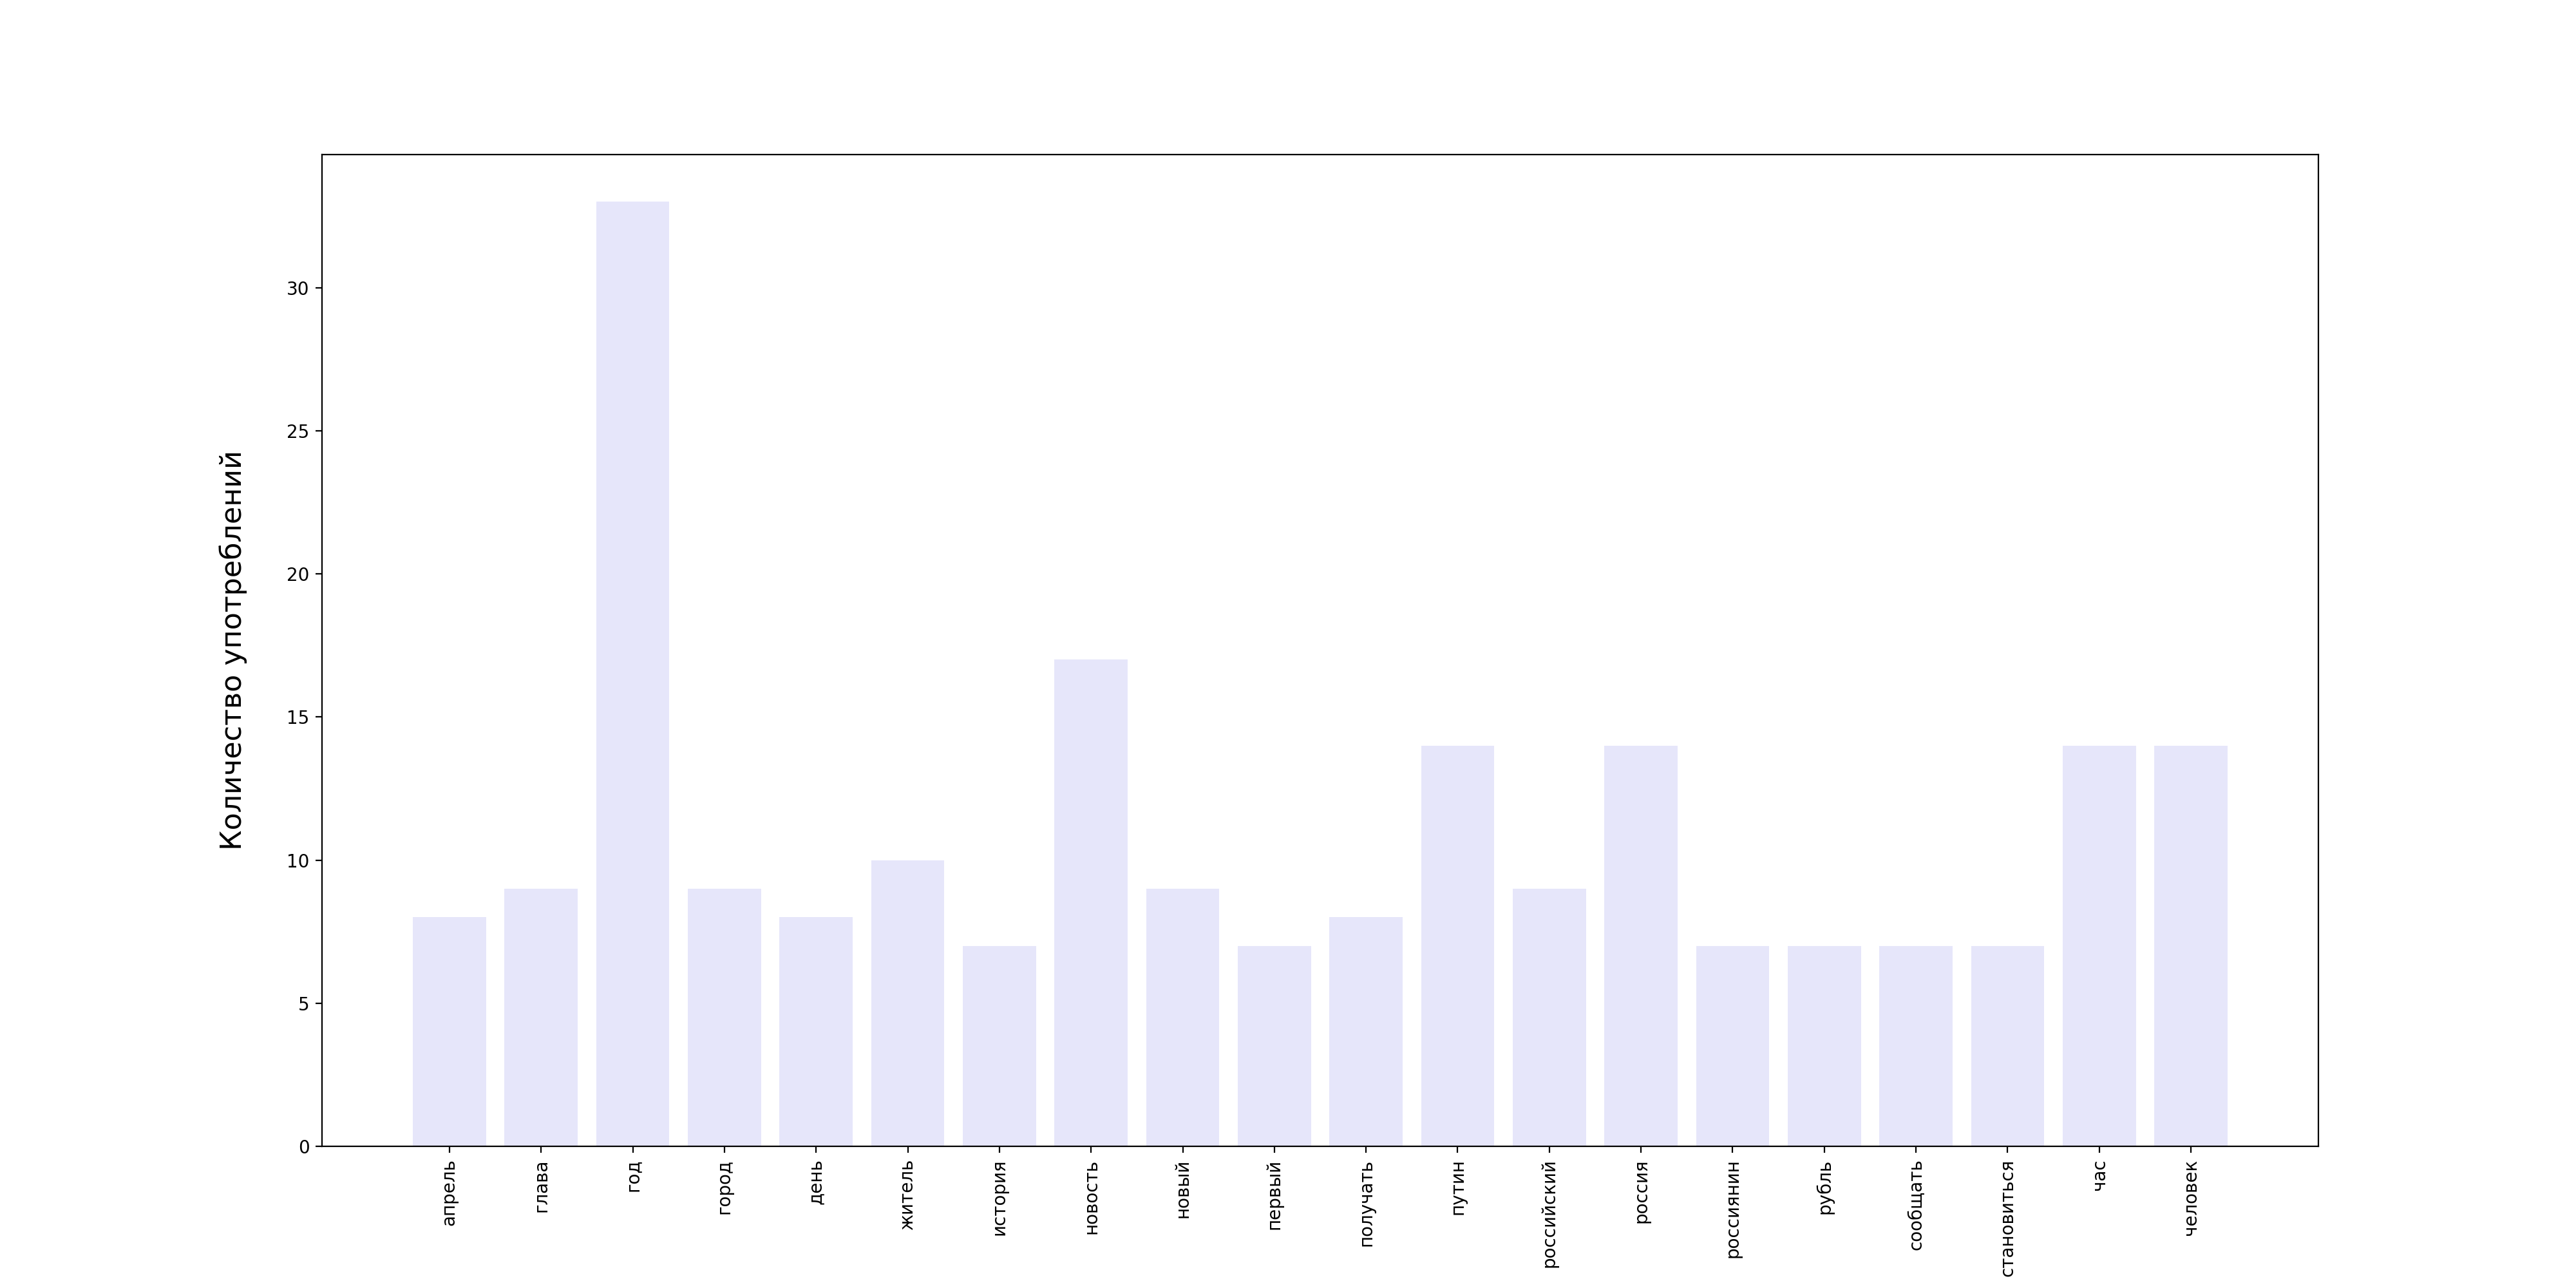 Количество употреблений
30
25
20
15
10
5
0
апрель
глава
год
город
день
житель
история
новость
новый
первый
получать
путин
российский
россия
россиянин
рубль
сообщать
становиться
час
человек